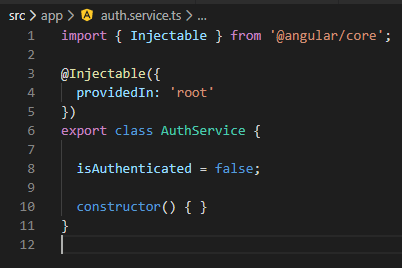 src > app > auth.service.ts > ...
1 import { Injectable } from '@angular/core';
2
3 @Injectable({
4   providedIn: 'root'
5 })
6 export class AuthService {
7
8   isAuthenticated = false;
9
10   constructor() { }
11 }
12